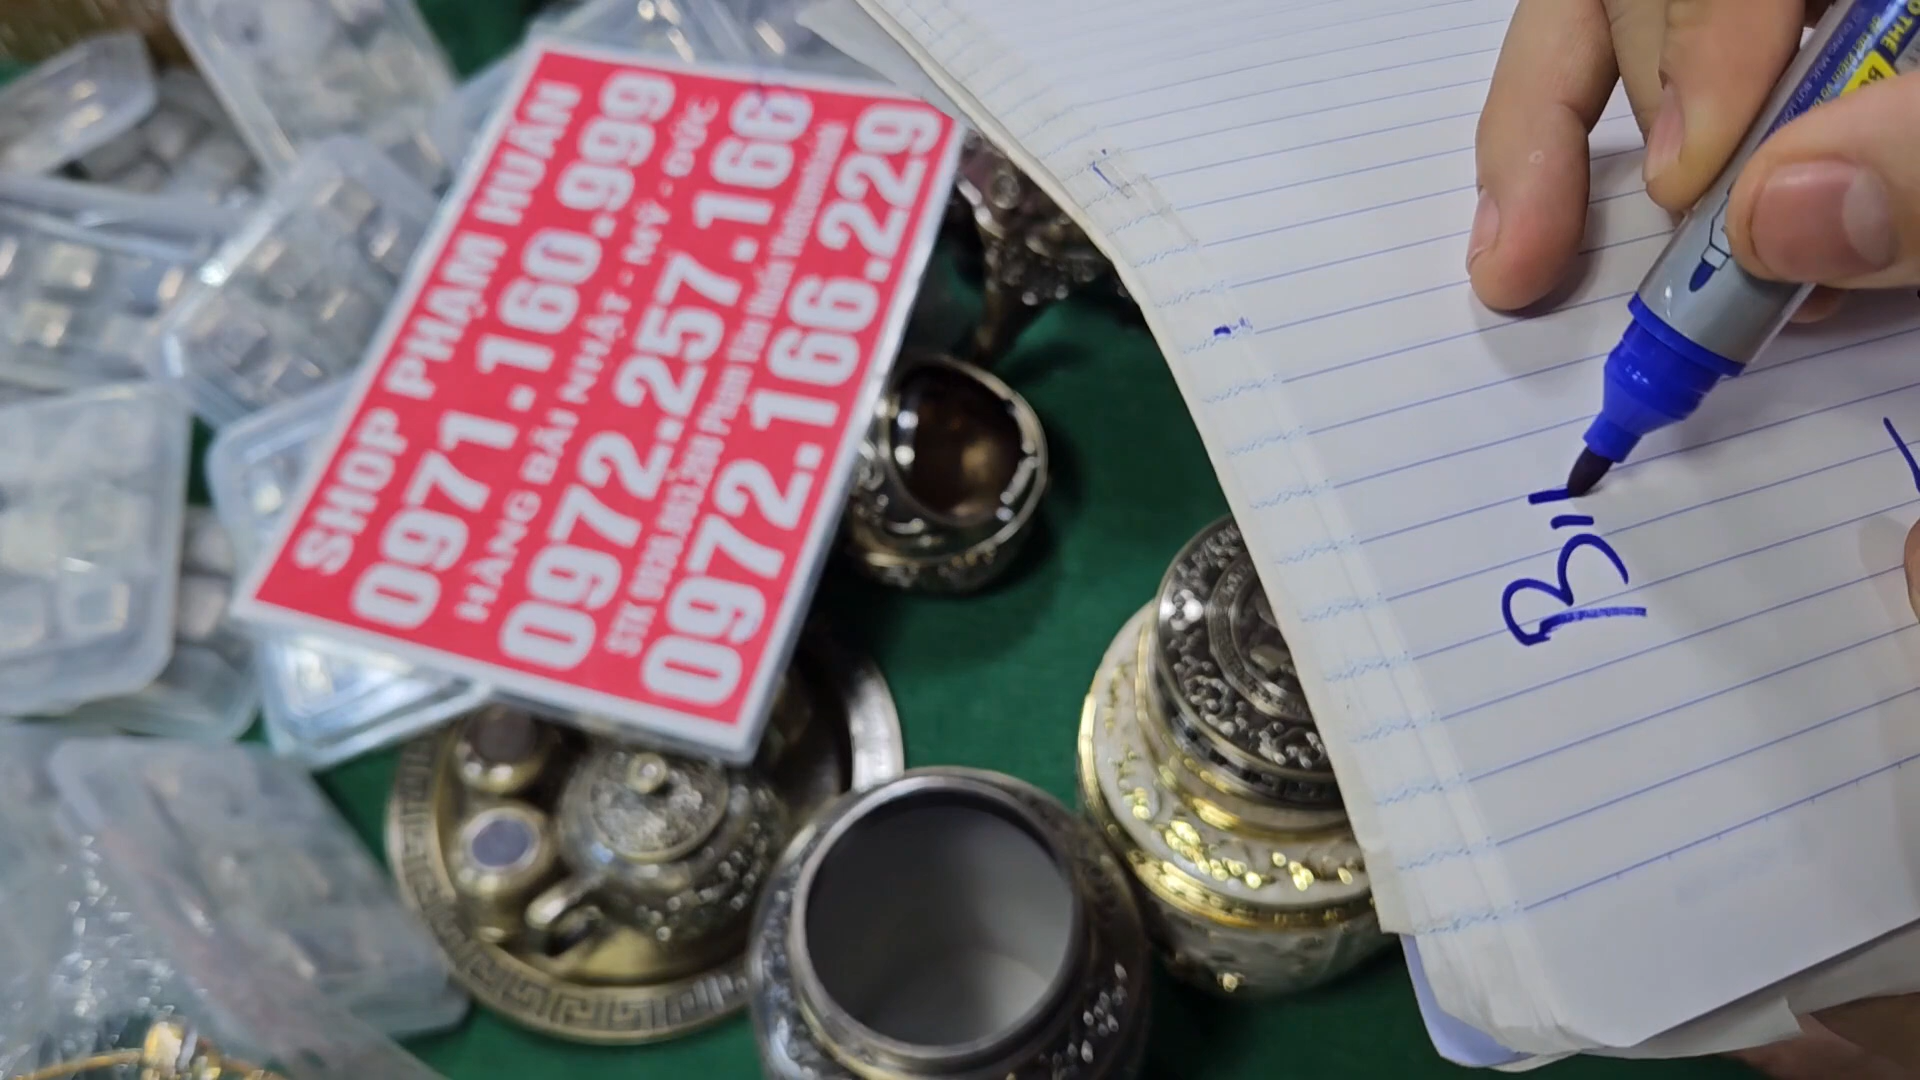 SHOP PHẠM HUÂN
0971.160.999
HÀNG BÃI NHẬT - MỸ - ĐỨC
0972.257.166
0972.166.229
Bi